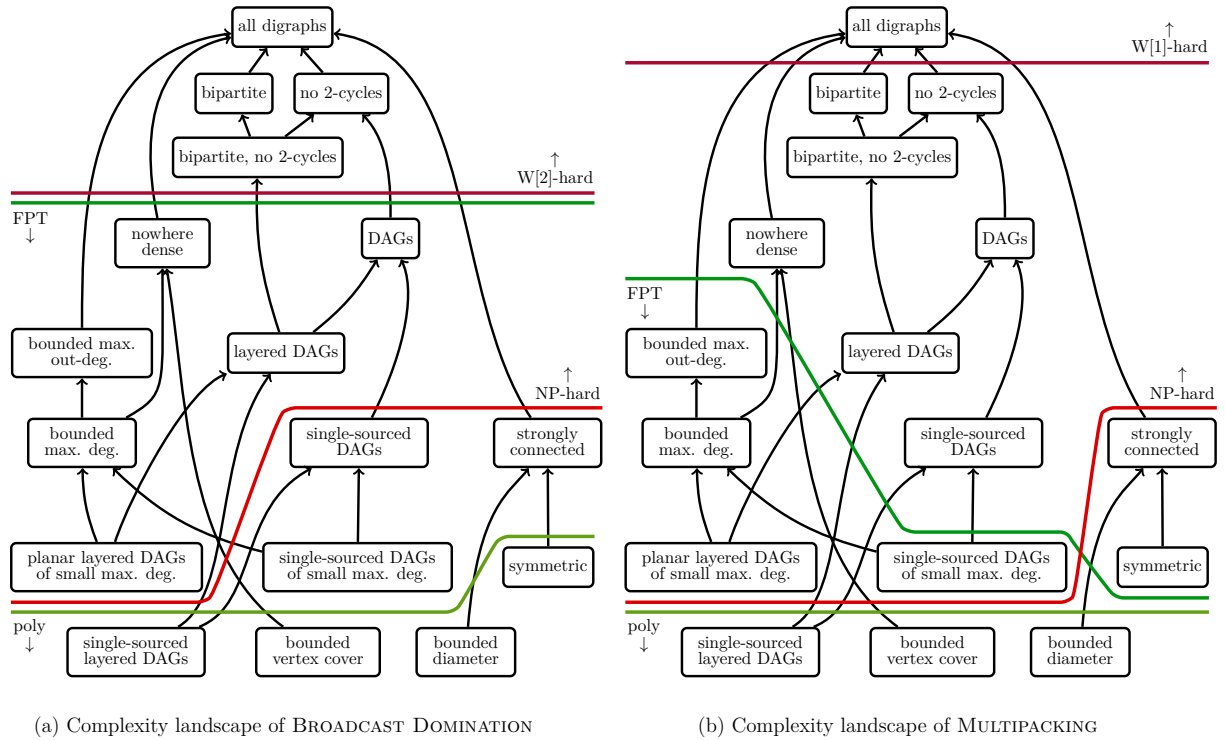 all digraphs
bipartite
no 2-cycles
bipartite, no 2-cycles
↑
W[2]-hard
FPT
↓
nowhere
dense
DAGs
bounded max.
out-deg.
layered DAGs
↑
NP-hard
bounded
max. deg.
single-sourced
DAGs
strongly
connected
planar layered DAGs
of small max. deg.
single-sourced DAGs
of small max. deg.
symmetric
poly
↓
single-sourced
layered DAGs
bounded
vertex cover
bounded
diameter
(a) Complexity landscape of BROADCAST DOMINATION
all digraphs
↑
W[1]-hard
bipartite
no 2-cycles
bipartite, no 2-cycles
nowhere
dense
DAGs
FPT
↓
bounded max.
out-deg.
layered DAGs
↑
NP-hard
bounded
max. deg.
single-sourced
DAGs
strongly
connected
planar layered DAGs
of small max. deg.
single-sourced DAGs
of small max. deg.
symmetric
poly
↓
single-sourced
layered DAGs
bounded
vertex cover
bounded
diameter
(b) Complexity landscape of MULTIPACKING